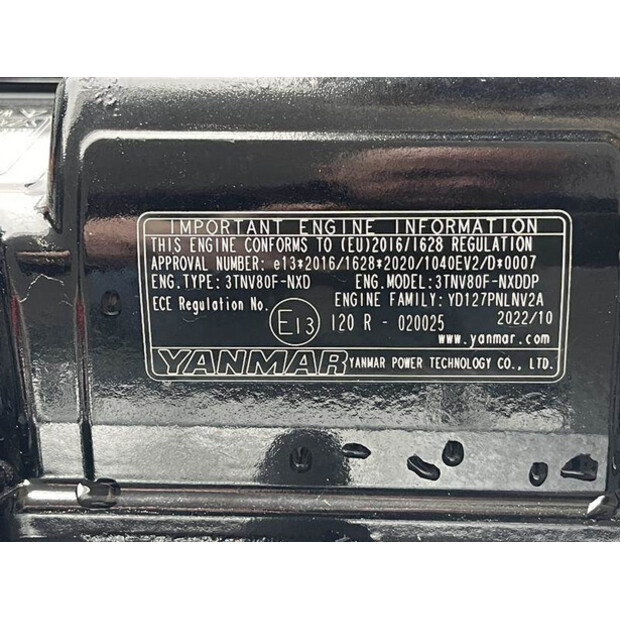 IMPORTANT ENGINE INFORMATION
THIS ENGINE CONFORMS TO (EU)2016/1628 REGULATION
APPROVAL NUMBER: e13*2016/1628*2020/1040EV2/D*0007
ENG.TYPE: 3TNV80F-NXD ENG.MODEL: 3TNV80F-NXDDP
ECE Regulation No. ENGINE FAMILY: YD127PNLNV2A
E13 120 R - 020025 2022/10
www.yanmar.com
YANMAR YANMAR POWER TECHNOLOGY CO., LTD.